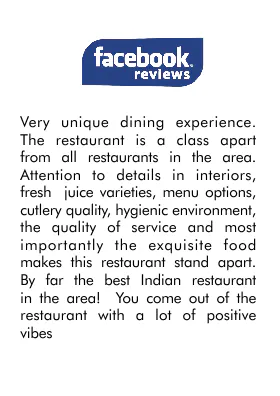 facebook.
reviews
Very unique dining experience.
The restaurant is a class apart
from all restaurants in the area.
Attention to details in interiors,
fresh juice varieties, menu options,
cutlery quality, hygienic environment,
the quality of service and most
importantly the exquisite food
makes this restaurant stand apart.
By far the best Indian restaurant
in the area! You come out of the
restaurant with a lot of positive
vibes